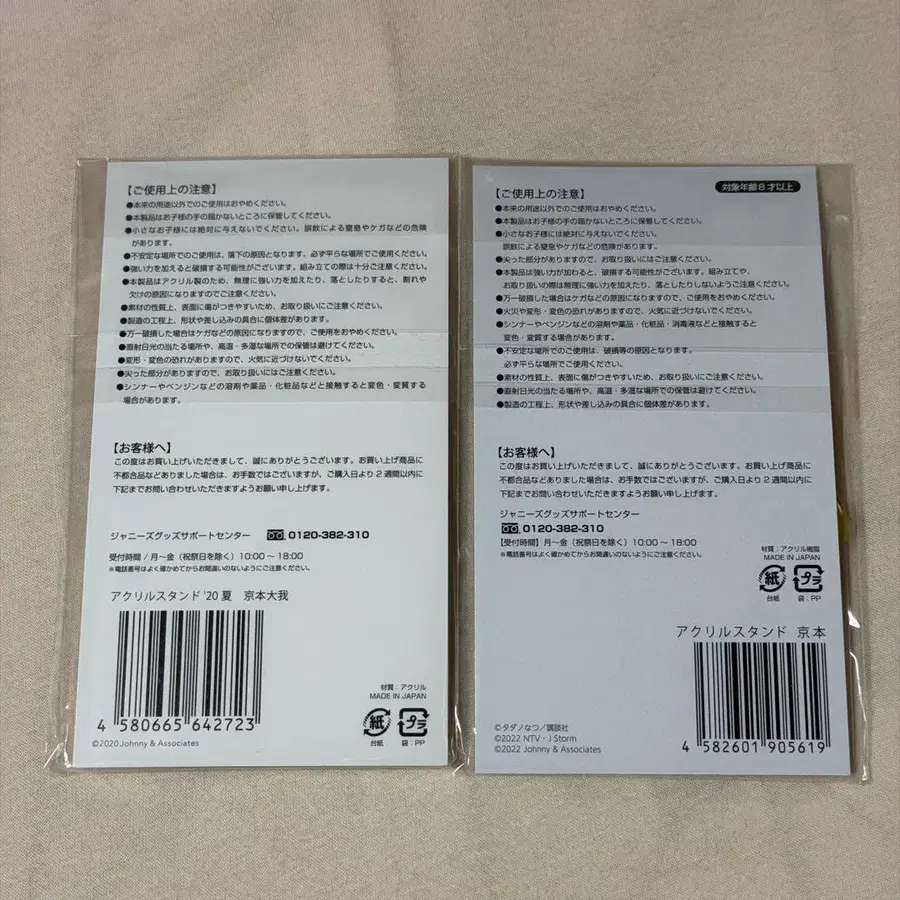 【ご使用上の注意】
●本来の用途以外でのご使用はおやめください。
●本製品はお子様の手の届かないところに保管してください。
●小さなお子様には絶対に与えないでください。誤飲による窒息やケガなどの危険
があります。
●不安定な場所でのご使用は、落下の原因となります。必ず平らな場所でご使用ください。
●強い力を加えると破損する可能性がございます。組み立ての際は十分ご注意ください。
●本製品はアクリル製のため、無理に強い力を加えたり、落としたりすると、割れや
欠けの原因になりますのでご注意ください。
●素材の性質上、表面に傷がつきやすいため、お取り扱いにご注意ください。
●製造の工程上、形状や差し込みの具合に個体差があります。
●万一破損した場合はケガなどの原因になりますので、ご使用をおやめください。
●直射日光の当たる場所や、高温・多湿な場所での保管は避けてください。
●変形・変色の恐れがありますので、火気に近づけないでください。
●尖った部分がありますので、お取り扱いにはご注意ください。
●シンナーやベンジンなどの溶剤や薬品・化粧品などと接触すると変色・変質する
場合があります。
【お客様へ】
この度はお買い上げいただきまして、誠にありがとうございます。お買い上げ商品に
不都合品などありました場合は、お手数ではございますが、ご購入日より2週間以内に
下記までお問い合わせいただきますようお願い申し上げます。
ジャニーズグッズサポートセンター 0120-382-310
受付時間 / 月～金（祝祭日を除く）10:00～18:00
※電話番号はよく確かめてからお間違いのないようにご注意ください。
アクリルスタンド '20 夏 京本大我
4 580665 642723
©2020 Johnny & Associates
材質：アクリル
MADE IN JAPAN
紙
台紙
プラ
袋：PP
対象年齢8才以上
【ご使用上の注意】
●本来の用途以外でのご使用はおやめください。
●本製品はお子様の手の届かないところに保管してください。
●小さなお子様には絶対に与えないでください。
誤飲による窒息やケガなどの危険があります。
●尖った部分がありますので、お取り扱いにはご注意ください。
●本製品は強い力が加わると、破損する可能性がございます。組み立てや、
お取り扱いの際は無理に強い力を加えたり、落としたりしないようご注意ください。
●万一破損した場合はケガなどの原因になりますので、ご使用をおやめください。
●火災や変形・変色の恐れがありますので、火気に近づけないでください。
●シンナーやベンジンなどの溶剤や薬品・化粧品・消毒液などと接触すると
変色・変質する場合があります。
●不安定な場所でのご使用は、破損等の原因となります。
必ず平らな場所でご使用ください。
●素材の性質上、表面に傷がつきやすいため、お取り扱いにはご注意ください。
●直射日光の当たる場所や、高温・多湿な場所での保管は避けてください。
●製造の工程上、形状や差し込みの具合に個体差があります。
【お客様へ】
この度はお買い上げいただきまして、誠にありがとうございます。お買い上げ商品に
不都合品などありました場合は、お手数ではございますが、ご購入日より2週間以内に
下記までお問い合わせいただきますようお願い申し上げます。
ジャニーズグッズサポートセンター
0120-382-310
【受付時間】月～金（祝祭日を除く）10:00～18:00
※電話番号はよく確かめてからお間違いのないようにご注意ください。
材質：アクリル樹脂
MADE IN JAPAN
紙
台紙
プラ
袋：PP
アクリルスタンド 京本
4 582601 905619
©タダノなつ／講談社
©2022 NTV・J Storm
©2022 Johnny & Associates